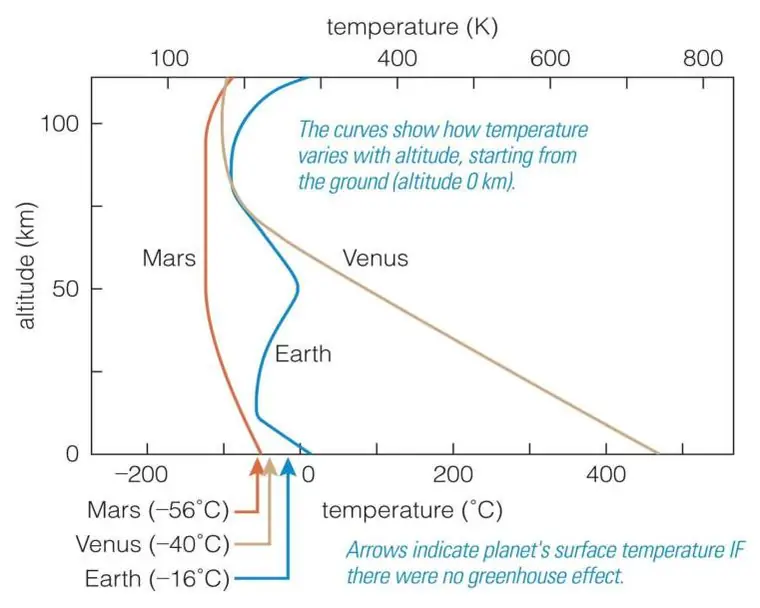 temperature (K)
100 400 600 800
The curves show how temperature
varies with altitude, starting from
the ground (altitude 0 km).
altitude (km)
100
50
0
Mars
Venus
Earth
−200 0 200 400
temperature (˚C)
Mars (−56˚C)
Venus (−40˚C)
Earth (−16˚C)
Arrows indicate planet's surface temperature IF
there were no greenhouse effect.